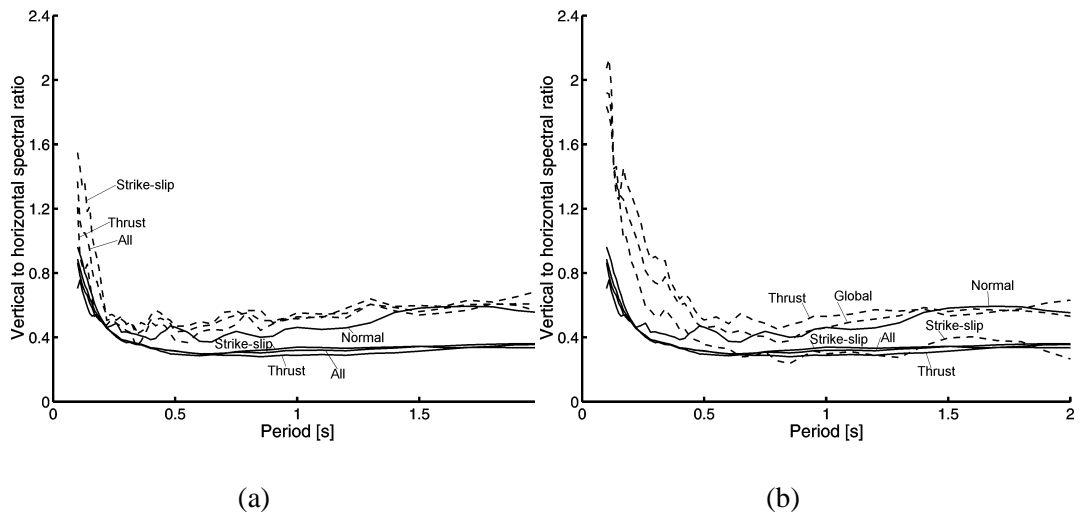 2.4
2
1.6
1.2
0.8
0.4
0
Vertical to horizontal spectral ratio
Strike-slip
Thrust
All
Strike-slip
Normal
Thrust
All
0
0.5
1
1.5
Period [s]
(a)
2.4
2
1.6
1.2
0.8
0.4
0
Vertical to horizontal spectral ratio
Normal
Thrust
Global
Strike-slip
Strike-slip
All
Thrust
0
0.5
1
1.5
2
Period [s]
(b)